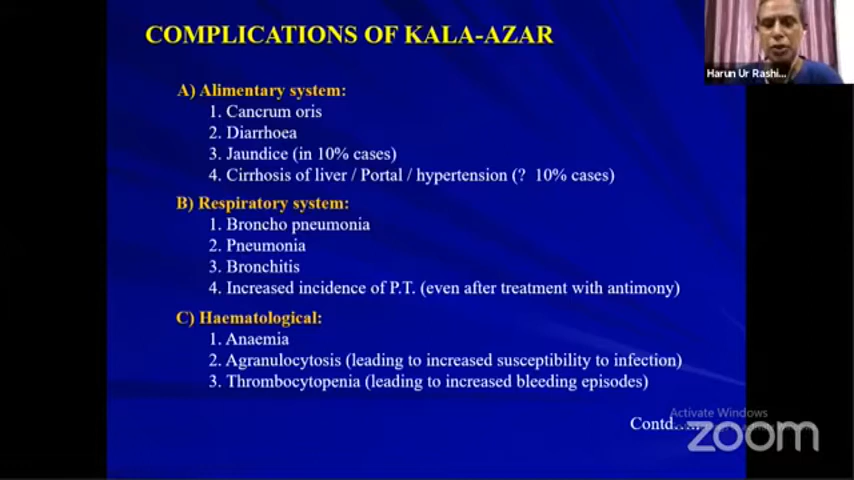 COMPLICATIONS OF KALA-AZAR
Harun Ur Rashi...
A) Alimentary system:
1. Cancrum oris
2. Diarrhoea
3. Jaundice (in 10% cases)
4. Cirrhosis of liver / Portal / hypertension (? 10% cases)
B) Respiratory system:
1. Broncho pneumonia
2. Pneumonia
3. Bronchitis
4. Increased incidence of P.T. (even after treatment with antimony)
C) Haematological:
1. Anaemia
2. Agranulocytosis (leading to increased susceptibility to infection)
3. Thrombocytopenia (leading to increased bleeding episodes)
Activate Windows
Contd.....
zoom